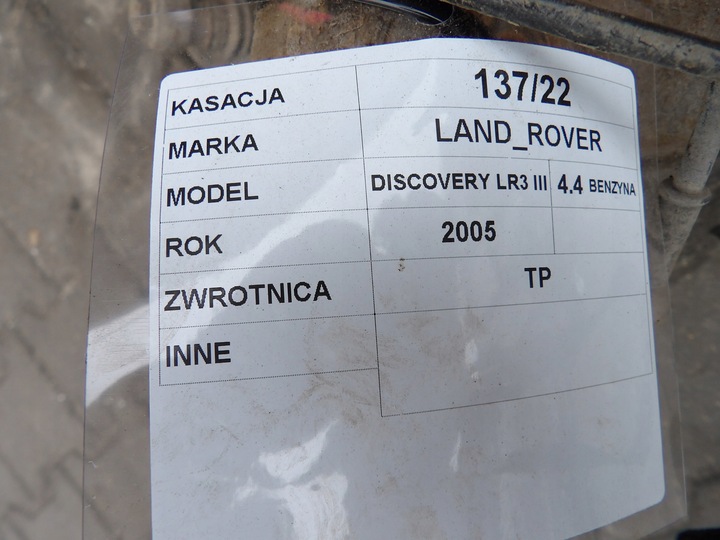 KASACJA 137/22
MARKA LAND_ROVER
MODEL DISCOVERY LR3 III 4.4 BENZYNA
ROK 2005
ZWROTNICA TP
INNE